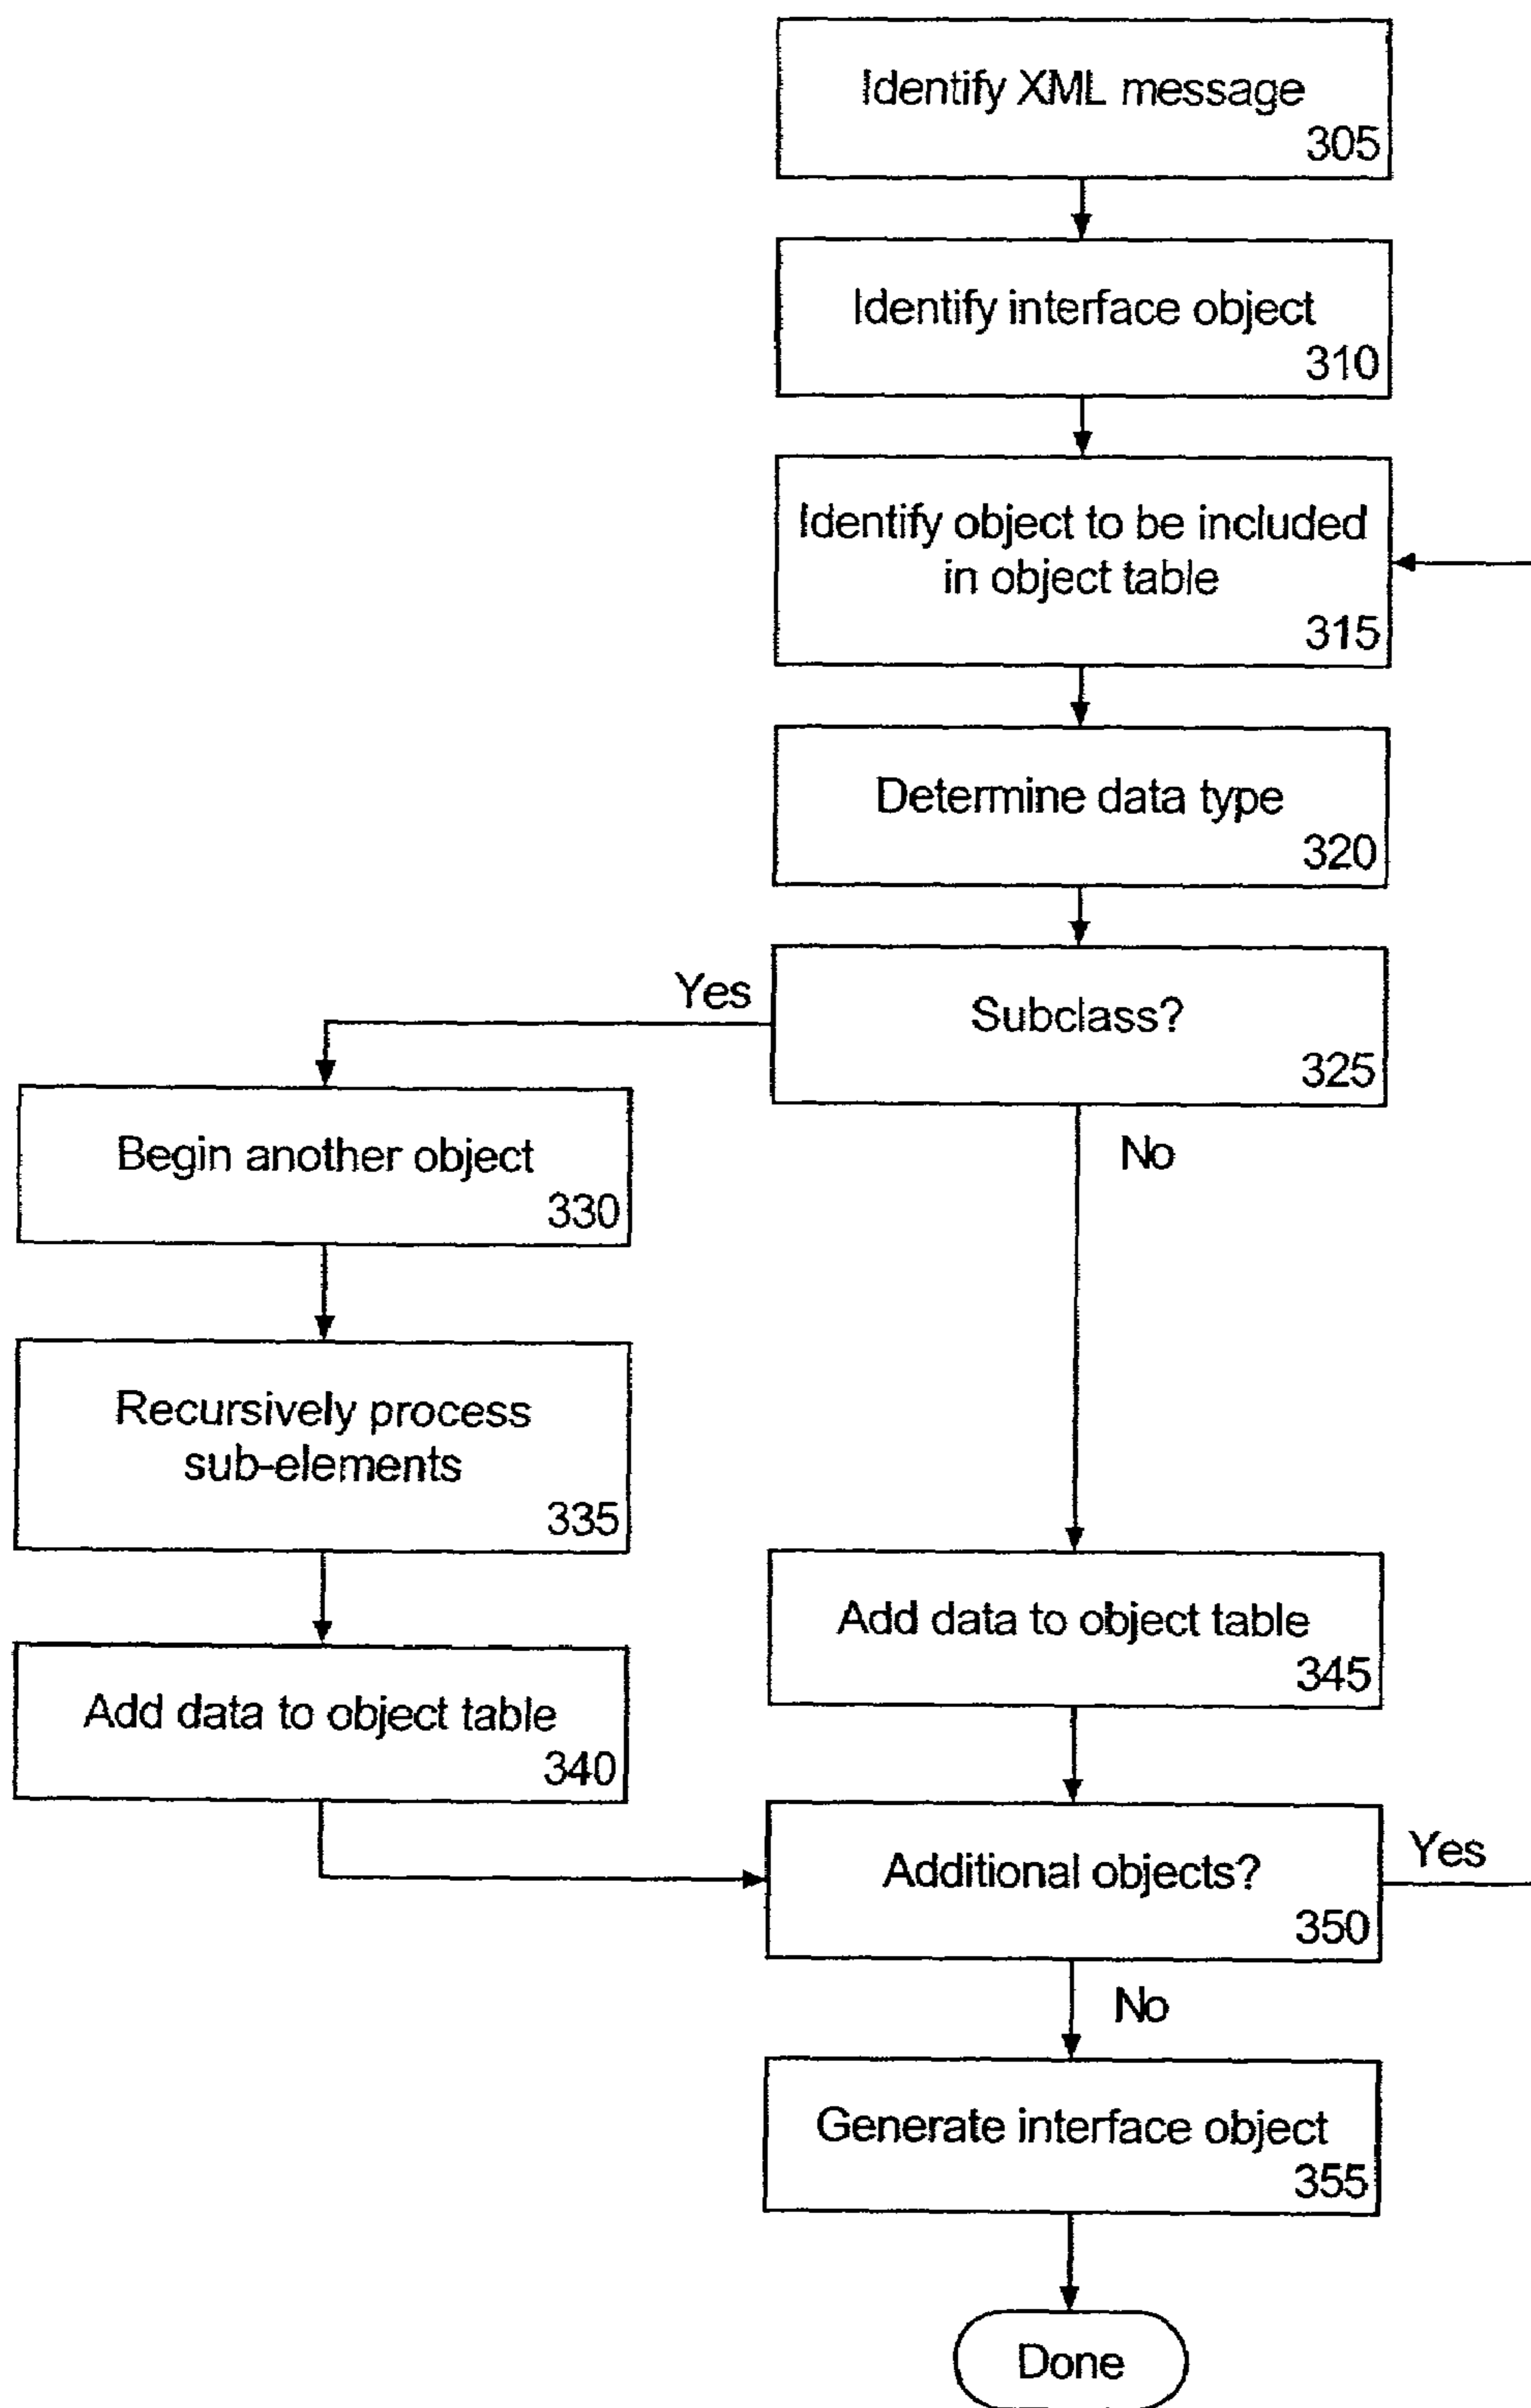 Identify XML message
305
Identify interface object
310
Identify object to be included
in object table
315
Determine data type
320
Subclass?
325
Yes
No
Begin another object
330
Recursively process
sub-elements
335
Add data to object table
340
Add data to object table
345
Additional objects?
350
Yes
No
Generate interface object
355
Done